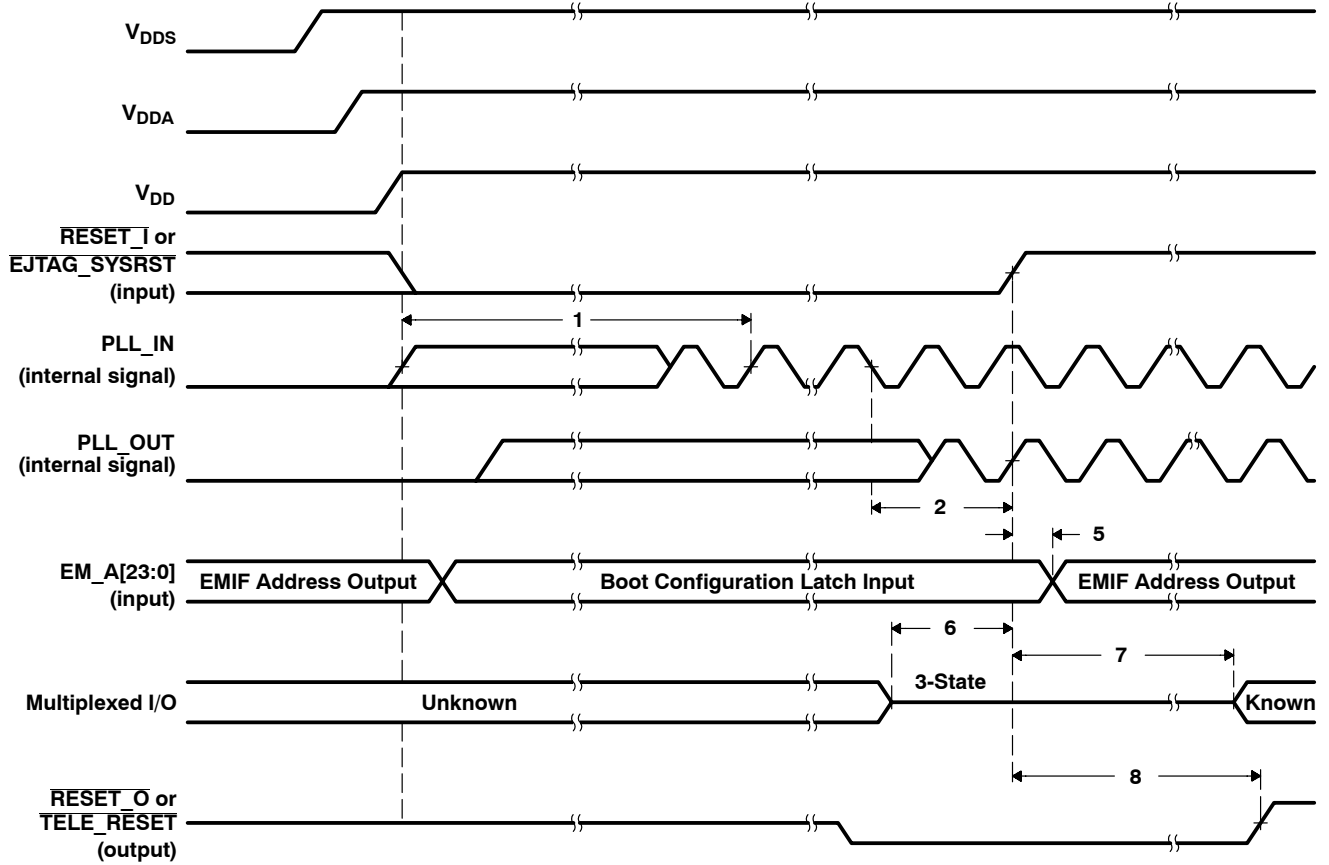 VDDS
VDDA
VDD
RESET_I or
EJTAG_SYSRST
(input)
1
PLL_IN
(internal signal)
PLL_OUT
(internal signal)
2
5
EM_A[23:0]
(input)
EMIF Address Output
Boot Configuration Latch Input
EMIF Address Output
6
7
3-State
Multiplexed I/O
Unknown
Known
8
RESET_O or
TELE_RESET
(output)